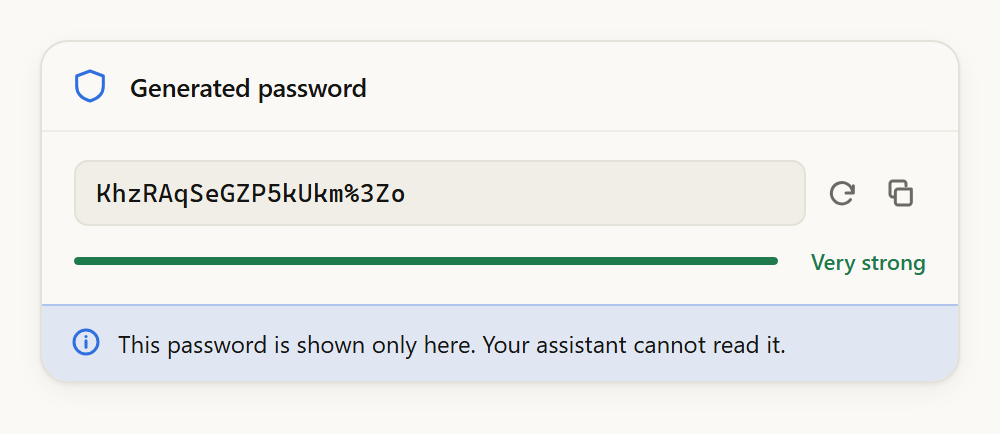 Generated password
KhzRAqSeGZP5kUkm%3Zo
Very strong
This password is shown only here. Your assistant cannot read it.